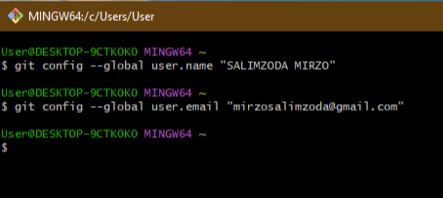 MINGW64:/c/Users/User
User@DESKTOP-9CTKOKO MINGW64 ~
$ git config --global user.name "SALIMZODA MIRZO"
User@DESKTOP-9CTKOKO MINGW64 ~
$ git config --global user.email "mirzosalimzoda@gmail.com"
User@DESKTOP-9CTKOKO MINGW64 ~
$